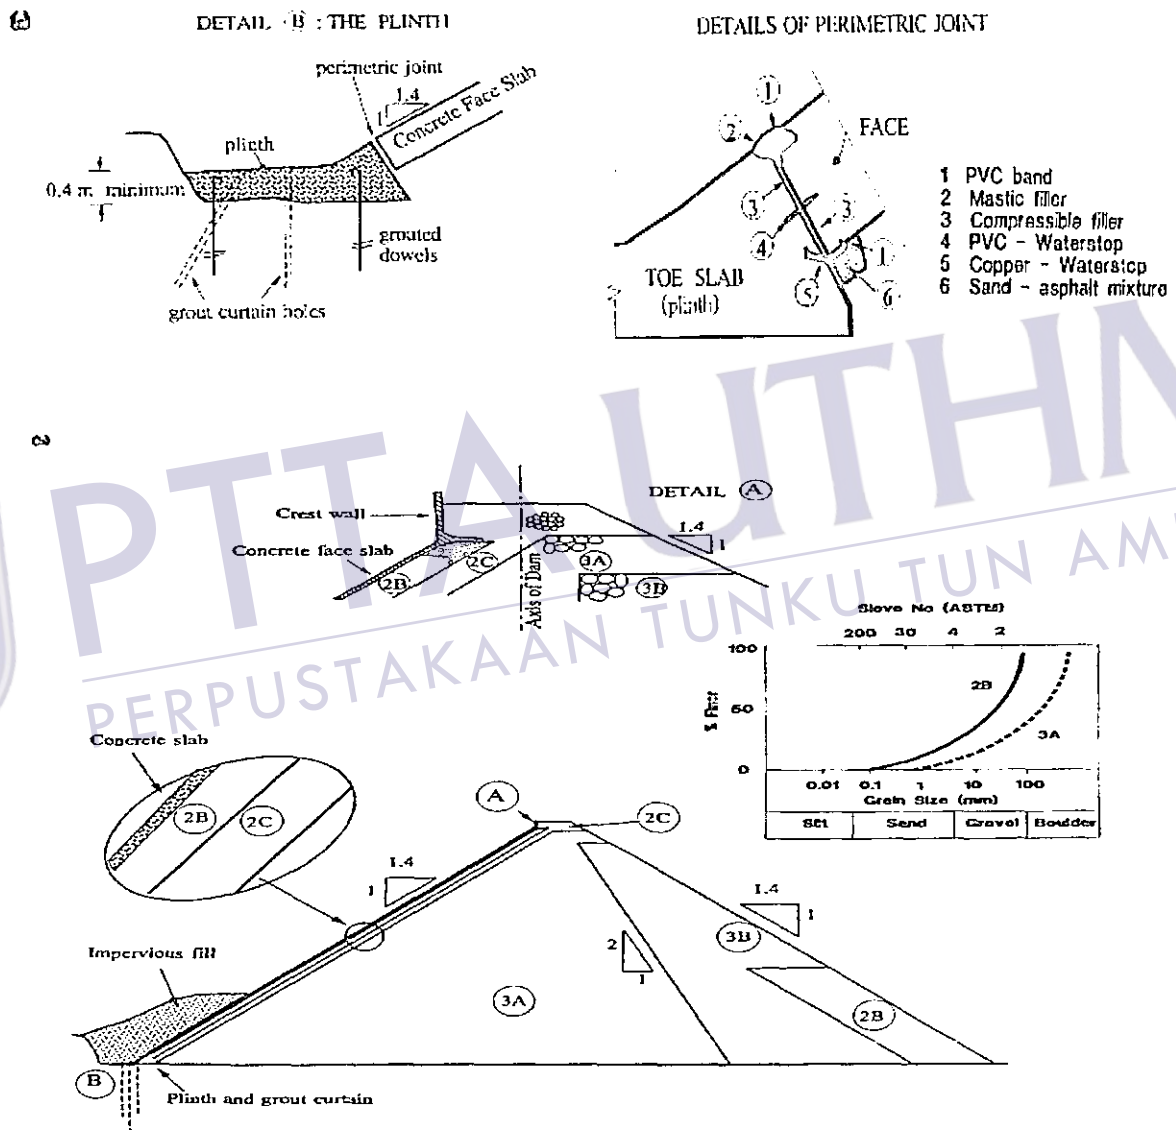 DETAIL B : THE PLINTH
perimetric joint
1.4
1
Concrete Face Slab
plinth
0.4 m minimum
grouted
dowels
grout curtain holes
DETAILS OF PERIMETRIC JOINT
1
2
FACE
3
3
4
1
5
6
TOE SLAB
(plinth)
1 PVC band
2 Mastic filler
3 Compressible filler
4 PVC - Waterstop
5 Copper - Waterstop
6 Sand - asphalt mixture
PTTA UTHM
PERPUSTAKAAN TUNKU TUN AM
a
DETAIL A
Crest wall
Concrete face slab
2B
2C
Axis of Dam
3A
3B
1.4
1
Sieve No (ASTM)
200 30 4 2
100
50
0
% Finer
2B
3A
0.01 0.1 1 10 100
Grain Size (mm)
Silt Sand Gravel Boulder
Concrete slab
2B
2C
A
2C
1.4
1
1.4
1
Impervious fill
2
1
3B
3A
2B
B
Plinth and grout curtain